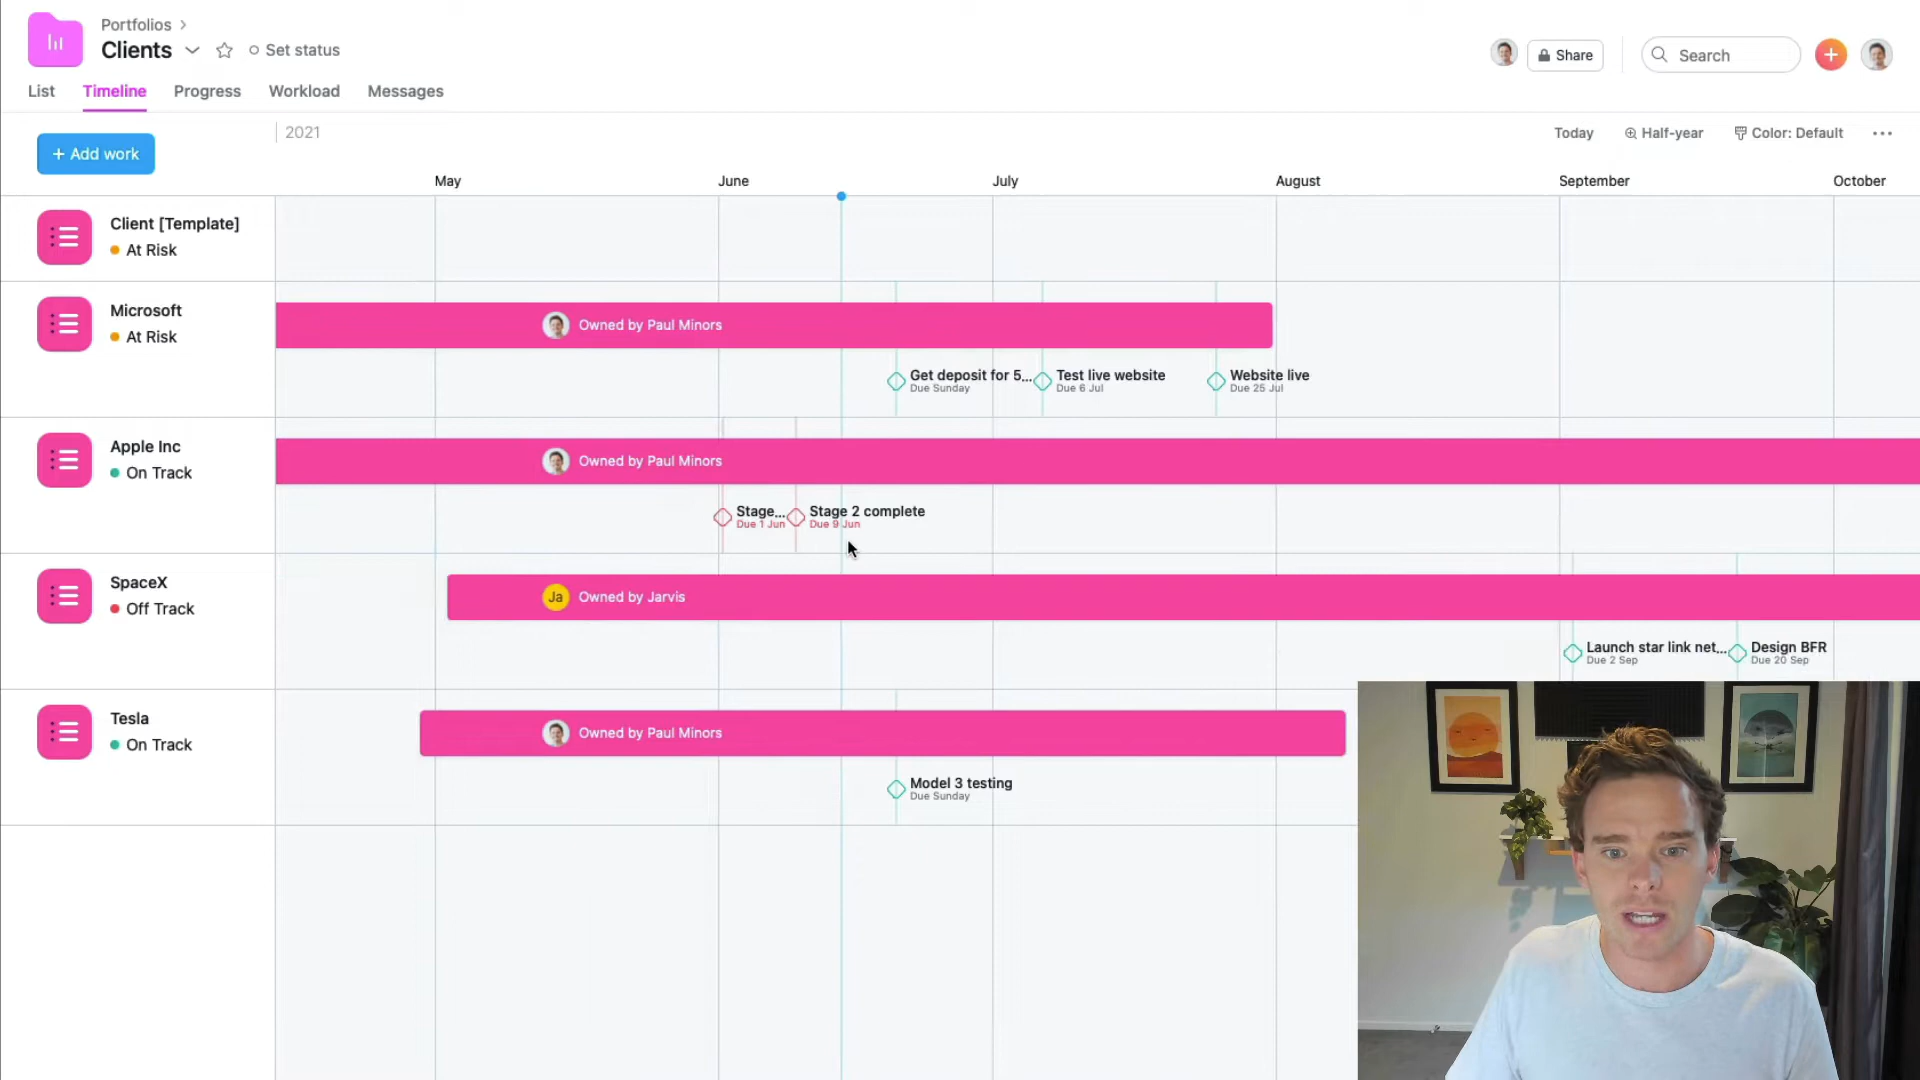 Portfolios
Clients
Set status
Share
Search
List
Timeline
Progress
Workload
Messages
+ Add work
2021
Today
Half-year
Color: Default
May
June
July
August
September
October
Client [Template]
At Risk
Microsoft
At Risk
Owned by Paul Minors
Get deposit for 5...
Due Sunday
Test live website
Due 6 Jul
Website live
Due 25 Jul
Apple Inc
On Track
Owned by Paul Minors
Stage...
Due 1 Jun
Stage 2 complete
Due 9 Jun
SpaceX
Off Track
Ja
Owned by Jarvis
Launch star link net...
Due 2 Sep
Design BFR
Due 20 Sep
Tesla
On Track
Owned by Paul Minors
Model 3 testing
Due Sunday